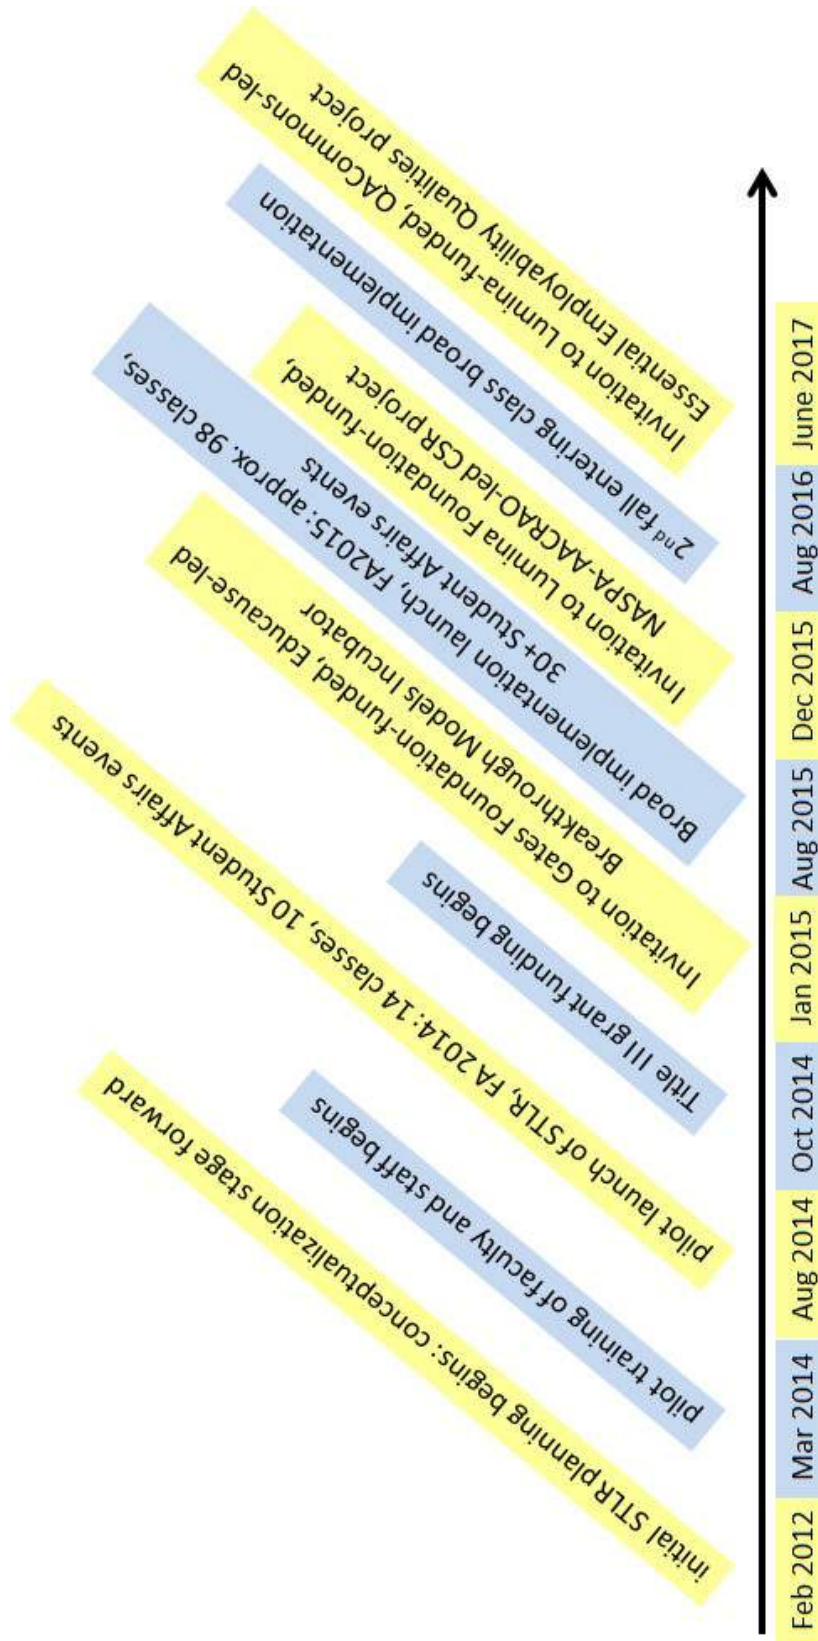 initial STLR planning begins: conceptualization stage forward
pilot training of faculty and staff begins
pilot launch of STLR, FA 2014: 14 classes, 10 Student Affairs events
Title III grant funding begins
Invitation to Gates Foundation-funded, Educause-led
Breakthrough Models Incubator
Broad implementation launch, FA2015: approx. 98 classes,
30+ Student Affairs events
Invitation to Lumina Foundation-funded,
NASPA-AACRAO-led CSR project
2nd fall entering class broad implementation
Invitation to Lumina-funded, QACommons-led
Essential Employability Qualities project
Feb 2012
Mar 2014
Aug 2014
Oct 2014
Jan 2015
Aug 2015
Dec 2015
Aug 2016
June 2017